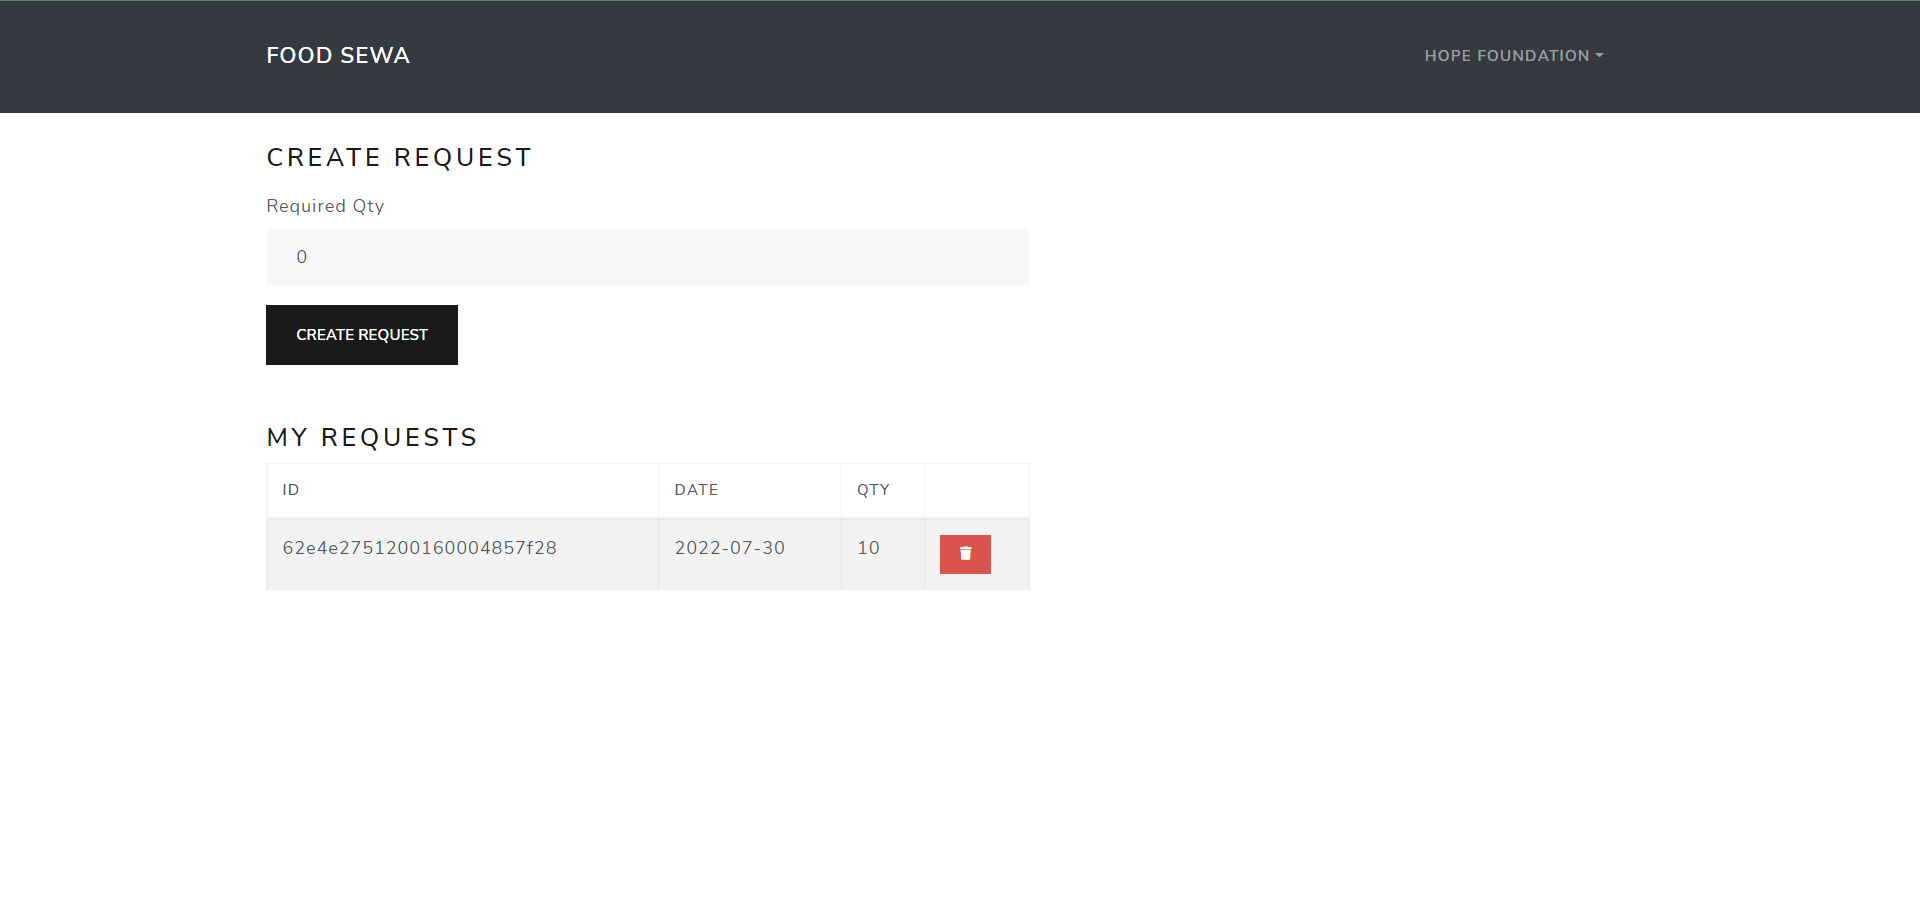 FOOD SEWA
HOPE FOUNDATION
CREATE REQUEST
Required Qty
0
CREATE REQUEST
MY REQUESTS
ID DATE QTY
62e4e2751200160004857f28 2022-07-30 10